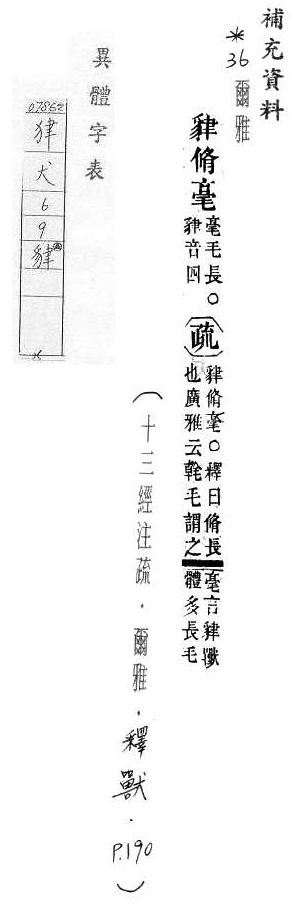 補充資料
*36 爾雅
貄脩毫
毫毛長。
貄音四
(疏)
貄脩毫。釋曰脩長
也廣雅云毛謂之
毫言貄獸
體多長毛
(十三經注疏.爾雅.釋獸.P.190)
異體字表
犬
6
9
貄